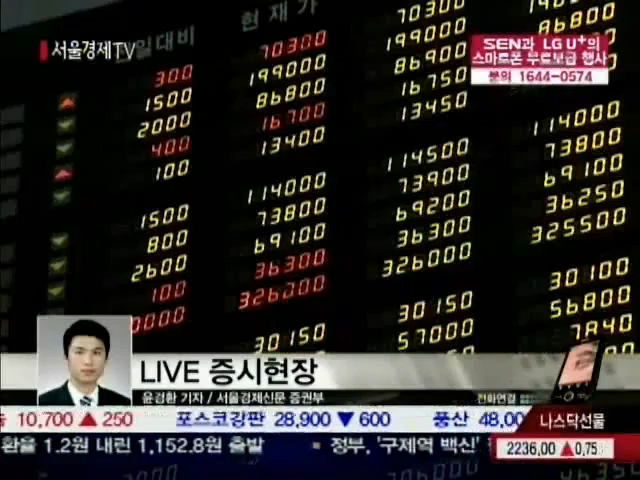 서울경제TV
전일대비
현재가
SEN과 LG U+의
스마트폰 무료보급 행사
문의 1644-0574
70300
300 70300 199000 86800
1500 199000 86900
2000 86800 16750
400 16700 13450
100 13400 114000
114500 73800
1500 114000 73900 69100
800 73800 69200 36250
2600 69100 36300 325500
100 36300 326000
326000 30100
30150 56800
30150 57000 7840
LIVE 증시현장
윤경환 기자 / 서울경제신문 증권부
전화연결
10,700▲250 포스코강판 28,900▼600 풍산 48,00
나스닥선물
환율 1.2원 내린 1,152.8원 출발 ▪ 정부, '구제역 백신'
2236,00▲0,75